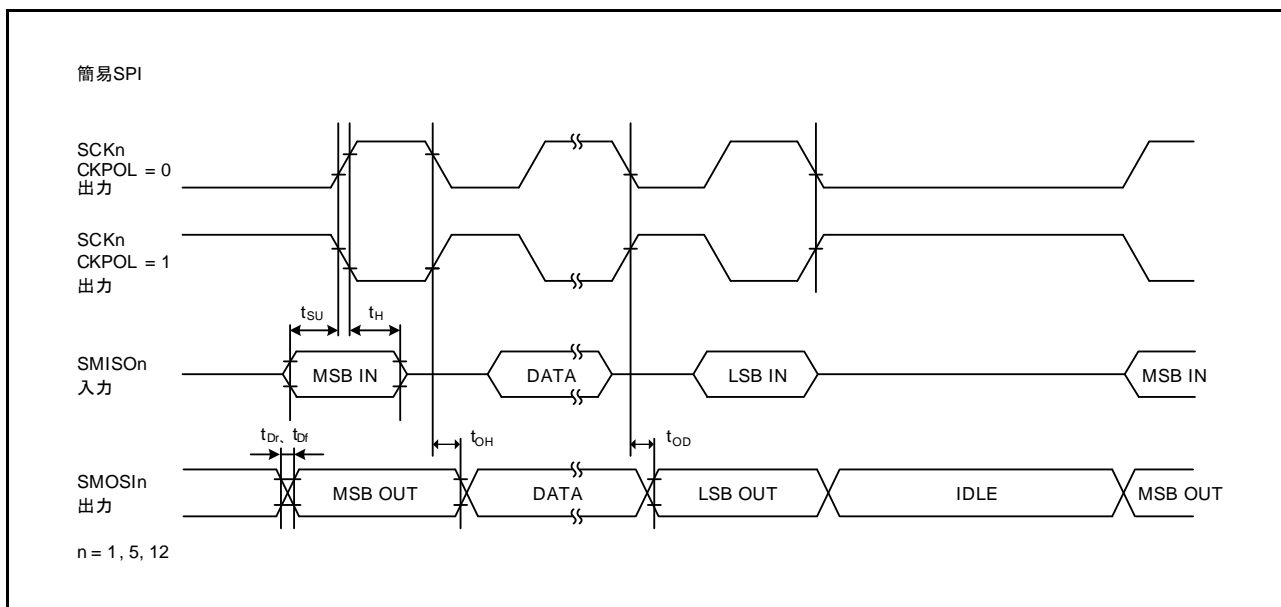 簡易SPI
SCKn
CKPOL = 0
出力
SCKn
CKPOL = 1
出力
tSU
tH
SMISOn
入力
MSB IN
DATA
LSB IN
MSB IN
tDr、tDf
tOH
tOD
SMOSIn
出力
MSB OUT
DATA
LSB OUT
IDLE
MSB OUT
n = 1, 5, 12